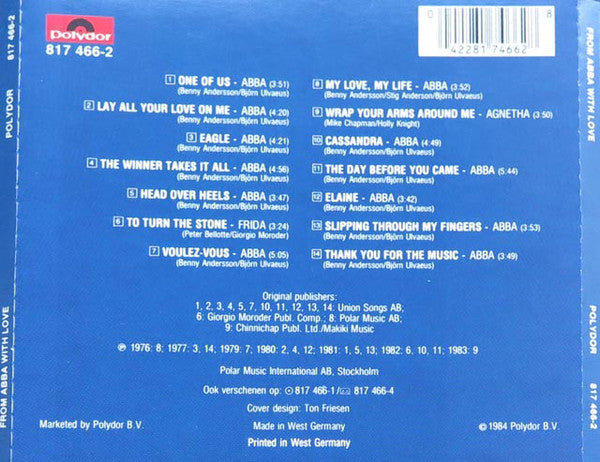 polydor
817 466-2
0
8
42281 74662
1 ONE OF US - ABBA (3:51)
(Benny Andersson/Björn Ulvaeus)
2 LAY ALL YOUR LOVE ON ME - ABBA (4:20)
(Benny Andersson/Björn Ulvaeus)
3 EAGLE - ABBA (4:21)
(Benny Andersson/Björn Ulvaeus)
4 THE WINNER TAKES IT ALL - ABBA (4:56)
(Benny Andersson/Björn Ulvaeus)
5 HEAD OVER HEELS - ABBA (3:47)
(Benny Andersson/Björn Ulvaeus)
6 TO TURN THE STONE - FRIDA (3:24)
(Peter Bellotte/Giorgio Moroder)
7 VOULEZ-VOUS - ABBA (5:05)
(Benny Andersson/Björn Ulvaeus)
8 MY LOVE, MY LIFE - ABBA (3:52)
(Benny Andersson/Stig Anderson/Björn Ulvaeus)
9 WRAP YOUR ARMS AROUND ME - AGNETHA (3:50)
(Mike Chapman/Holly Knight)
10 CASSANDRA - ABBA (4:49)
(Benny Andersson/Björn Ulvaeus)
11 THE DAY BEFORE YOU CAME - ABBA (5:44)
(Benny Andersson/Björn Ulvaeus)
12 ELAINE - ABBA (3:42)
(Benny Andersson/Björn Ulvaeus)
13 SLIPPING THROUGH MY FINGERS - ABBA (3:53)
(Benny Andersson/Björn Ulvaeus)
14 THANK YOU FOR THE MUSIC - ABBA (3:49)
(Benny Andersson/Björn Ulvaeus)
Original publishers:
1, 2, 3, 4, 5, 7, 10, 11, 12, 13, 14: Union Songs AB;
6: Giorgio Moroder Publ. Comp.; 8: Polar Music AB;
9: Chinnichap Publ. Ltd./Makiki Music
Ⓟ 1976: 8; 1977: 3, 14; 1979: 7; 1980: 2, 4, 12; 1981: 1, 5, 13; 1982: 6, 10, 11; 1983: 9
Polar Music International AB, Stockholm
Ook verschenen op: 817 466-1/ 817 466-4
Cover design: Ton Friesen
Marketed by Polydor B.V.
Made in West Germany
© 1984 Polydor B.V.
Printed in West Germany
FROM ABBA WITH LOVE
POLYDOR
817 466-2
FROM ABBA WITH LOVE
POLYDOR
817 466-2